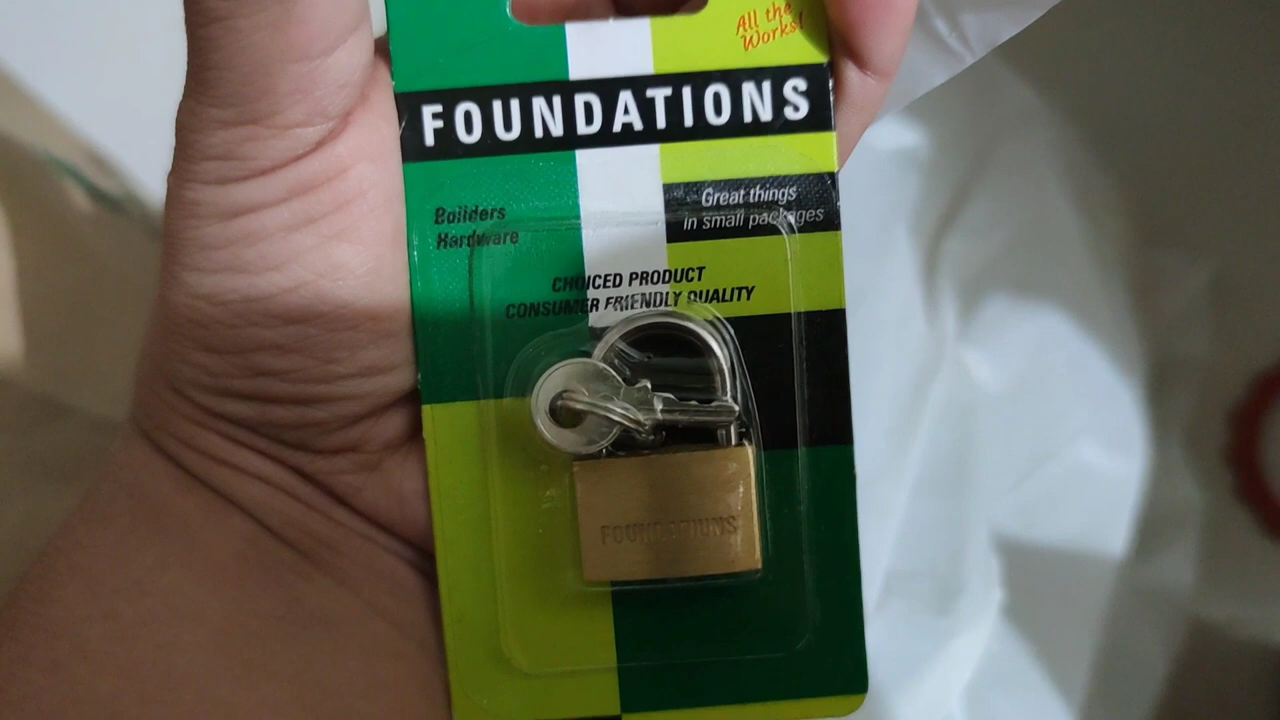 All the
Works!
FOUNDATIONS
Builders
Hardware
Great things
in small packages
CHOICED PRODUCT
CONSUMER FRIENDLY QUALITY
FOUNDATIONS